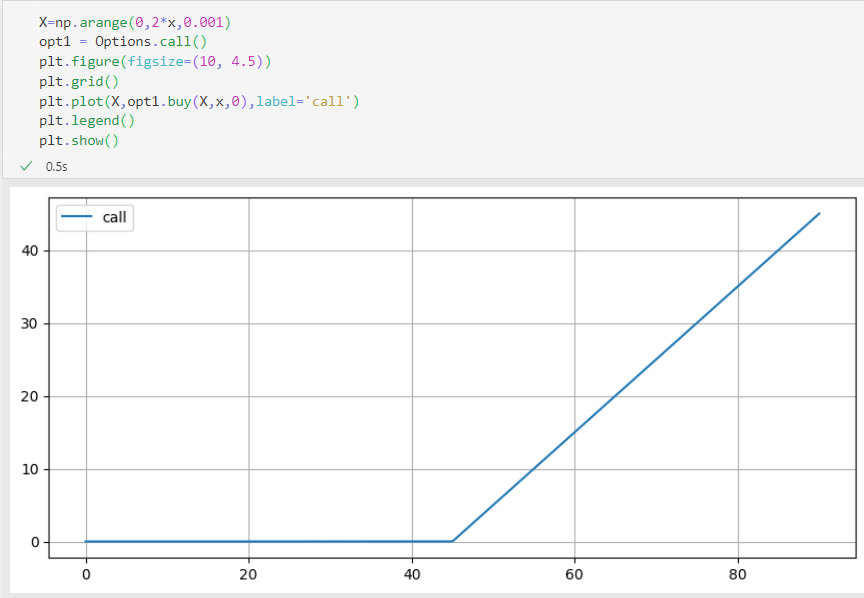 X=np.arange(0,2*x,0.001)
opt1 = Options.call()
plt.figure(figsize=(10, 4.5))
plt.grid()
plt.plot(X,opt1.buy(X,x,0),label='call')
plt.legend()
plt.show()
✓ 0.5s
call
40
30
20
10
0
0 20 40 60 80